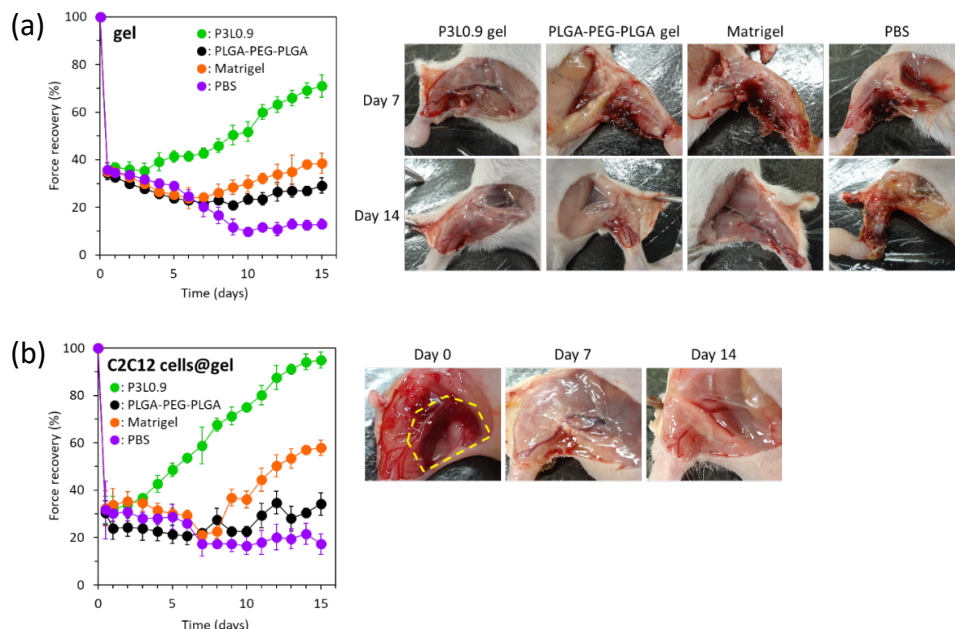 (a)
gel
: P3L0.9
: PLGA-PEG-PLGA
: Matrigel
: PBS
Force recovery (%)
100
80
60
40
20
0
0 5 10 15
Time (days)
P3L0.9 gel PLGA-PEG-PLGA gel Matrigel PBS
Day 7
Day 14
(b)
C2C12 cells@gel
: P3L0.9
: PLGA-PEG-PLGA
: Matrigel
: PBS
Force recovery (%)
100
80
60
40
20
0
0 5 10 15
Time (days)
Day 0 Day 7 Day 14